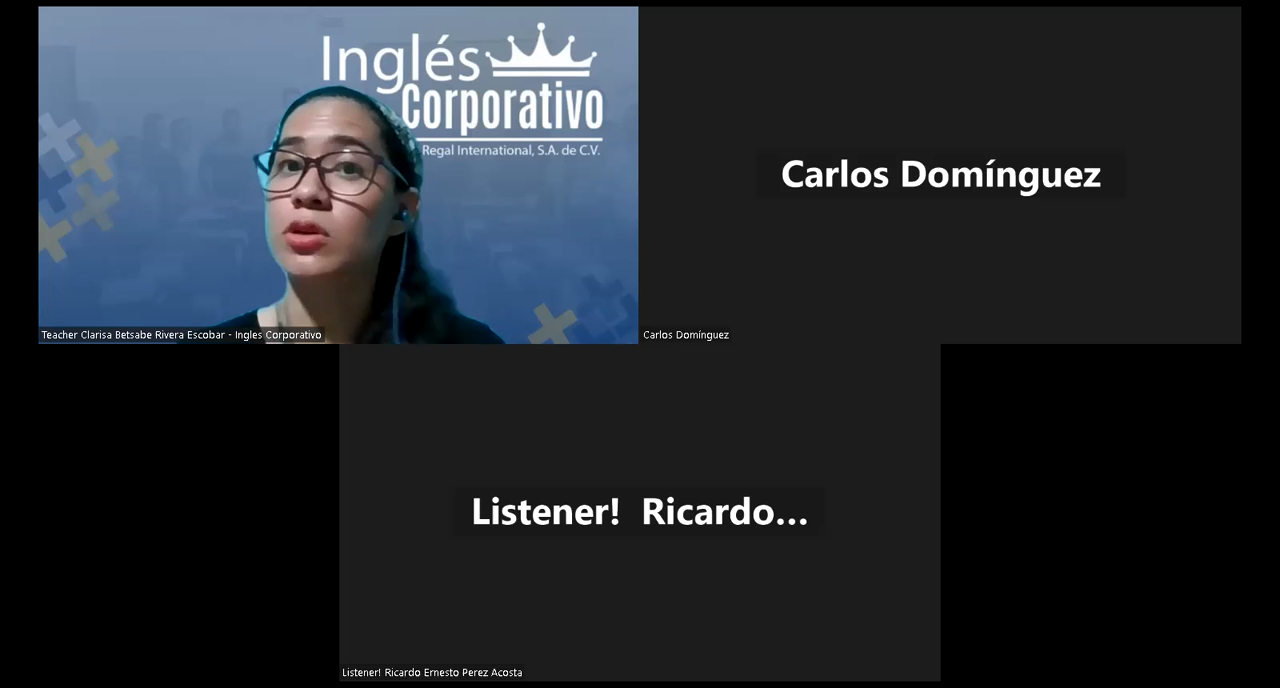 Inglés
Corporativo
Regal International, S.A. de C.V.
Teacher Clarisa Betsabe Rivera Escobar - Ingles Corporativo
Carlos Domínguez
Carlos Domínguez
Listener! Ricardo...
Listener! Ricardo Ernesto Perez Acosta